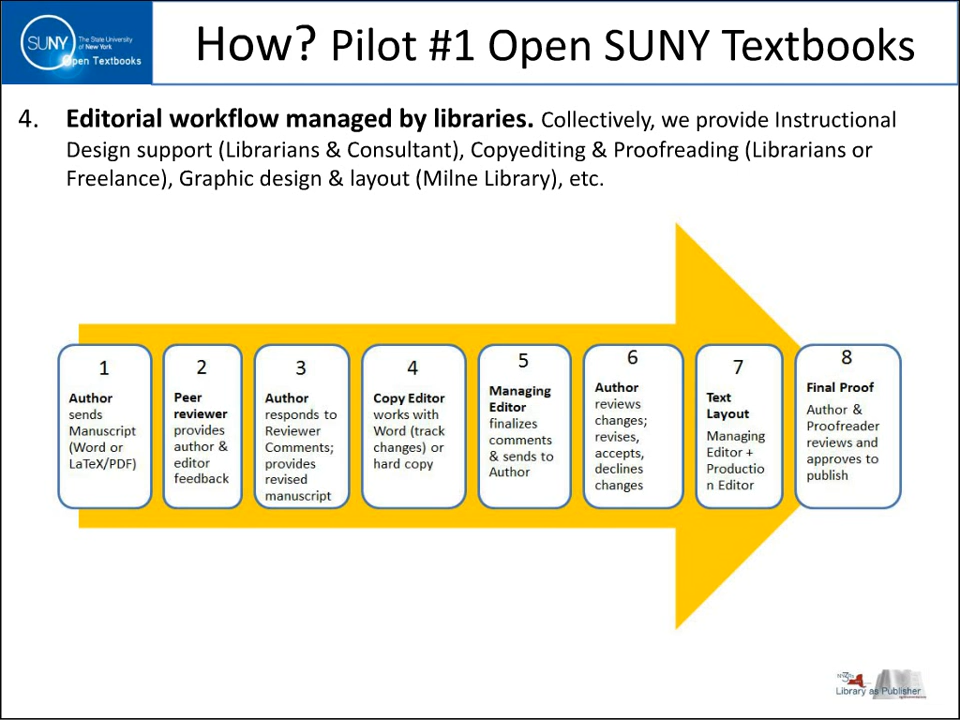 SUNY
The State University
of New York
Open Textbooks
How? Pilot #1 Open SUNY Textbooks
4. Editorial workflow managed by libraries. Collectively, we provide Instructional
Design support (Librarians & Consultant), Copyediting & Proofreading (Librarians or
Freelance), Graphic design & layout (Milne Library), etc.
1
Author
sends
Manuscript
(Word or
LaTeX/PDF)
2
Peer
reviewer
provides
author &
editor
feedback
3
Author
responds to
Reviewer
Comments;
provides
revised
manuscript
4
Copy Editor
works with
Word (track
changes) or
hard copy
5
Managing
Editor
finalizes
comments
& sends to
Author
6
Author
reviews
changes;
revises,
accepts,
declines
changes
7
Text
Layout
Managing
Editor +
Productio
n Editor
8
Final Proof
Author &
Proofreader
reviews and
approves to
publish
Library as Publisher